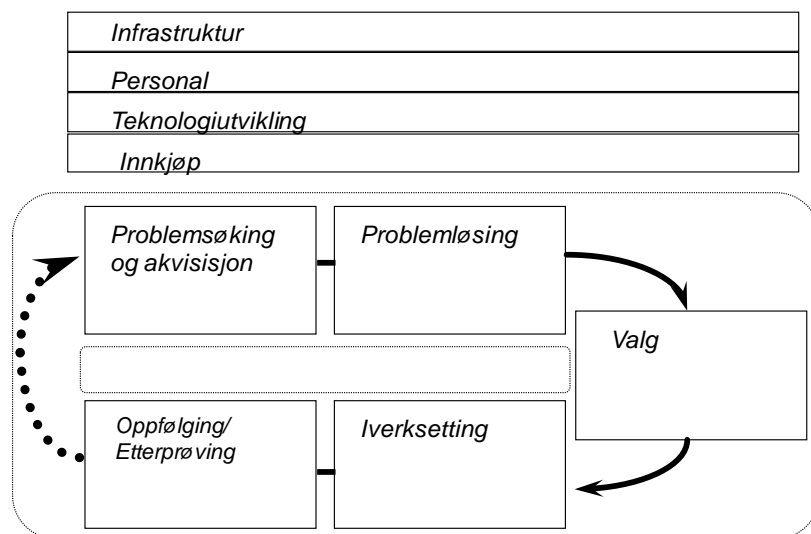 Infrastruktur
Personal
Teknologiutvikling
Innkjøp
Problemsøking
og akvisisjon
Problemløsing
Valg
Oppfølging/
Etterprøving
Iverksetting